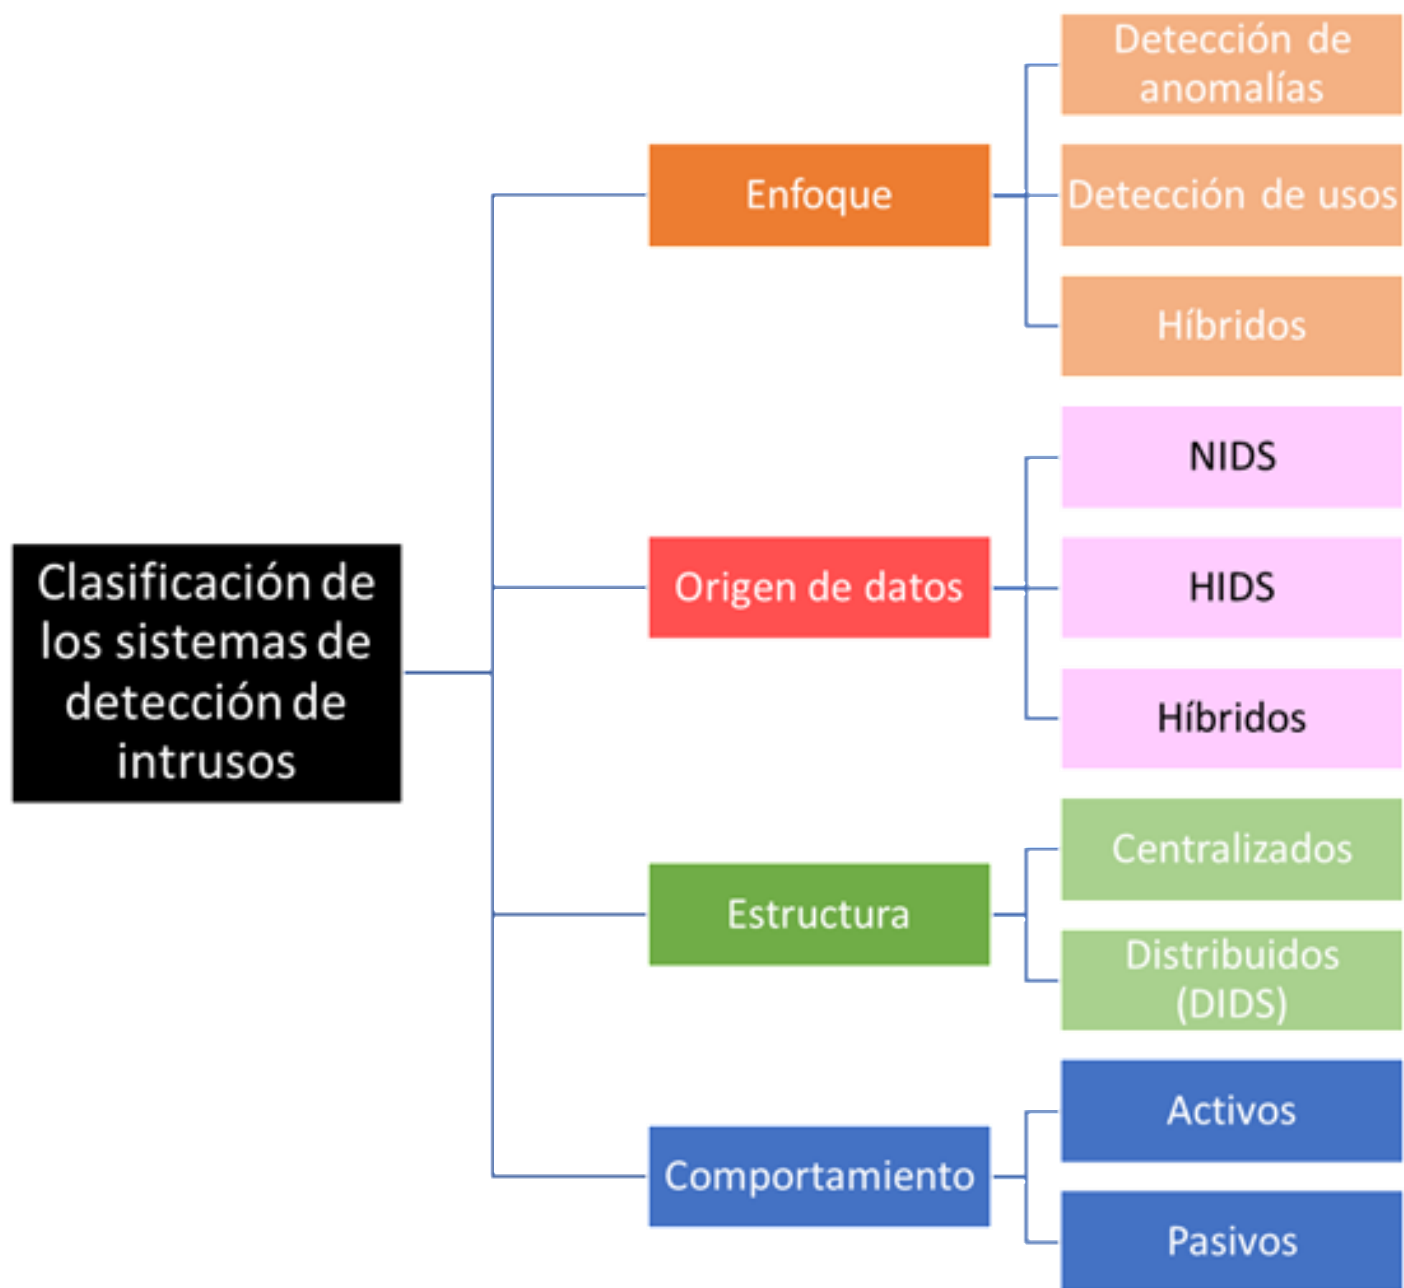 Clasificación de
los sistemas de
detección de
intrusos
Enfoque
Detección de
anomalías
Detección de usos
Híbridos
Origen de datos
NIDS
HIDS
Híbridos
Estructura
Centralizados
Distribuidos
(DIDS)
Comportamiento
Activos
Pasivos